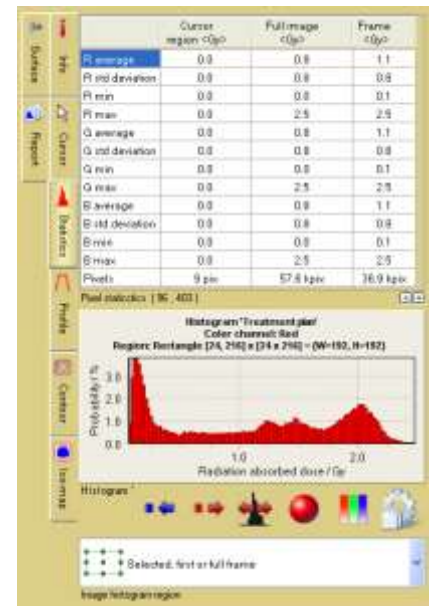 Cursor region <Gy> Full image <Gy> Frame <Gy>
R average 0.0 0.8 1.1
R std deviation 0.0 0.8 0.8
R min 0.0 0.0 0.1
R max 0.0 2.5 2.5
G average 0.0 0.8 1.1
G std deviation 0.0 0.8 0.8
G min 0.0 0.0 0.1
G max 0.0 2.5 2.5
B average 0.0 0.8 1.1
B std deviation 0.0 0.8 0.8
B min 0.0 0.0 0.1
B max 0.0 2.5 2.5
Pixels 9 pix 57.6 kpix 36.9 kpix
Pixel statistics [ 96 , 403 ]
Surface
Report
Info
Cursor
Statistics
Profile
Contour
Iso-map
Histogram 'Treatment plan'
Color channel: Red
Region: Rectangle [24, 216] x [24 x 216] - (W=192, H=192)
Probability / %
3.0
2.0
1.0
0.0
1.0 2.0
Radiation absorbed dose / Gy
Histogram
Selected, first or full frame
Image histogram region